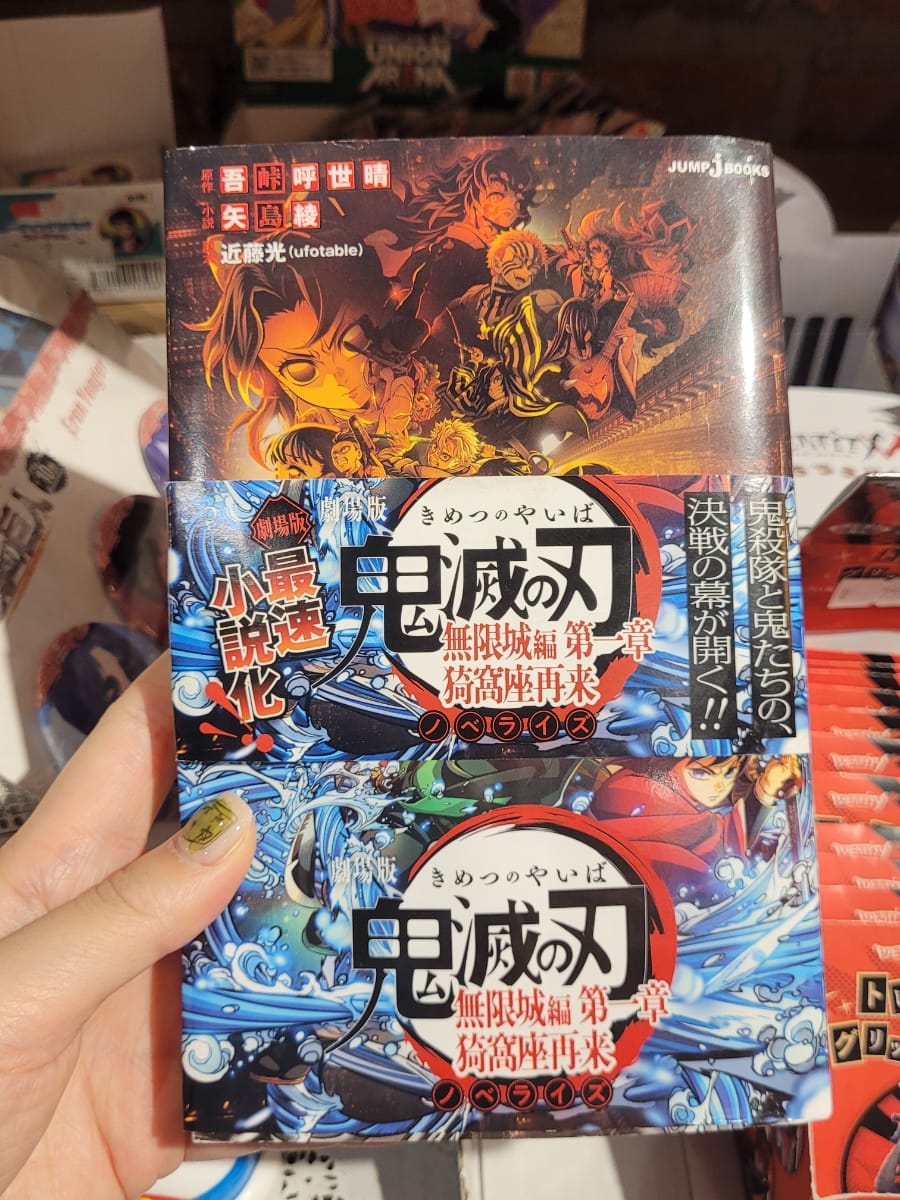 UNION
ARENA
JUMP j BOOKS
原作 吾峠呼世晴
小説 矢島綾
近藤光(ufotable)
劇場版
最速
小説化
劇場版
きめつのやいば
鬼滅の刃
無限城編 第一章
猗窩座再来
ノベライズ
鬼殺隊と鬼たちの、
決戦の幕が開く!!
劇場版
きめつのやいば
鬼滅の刃
無限城編 第一章
猗窩座再来
ノベライズ
Eren Yeager